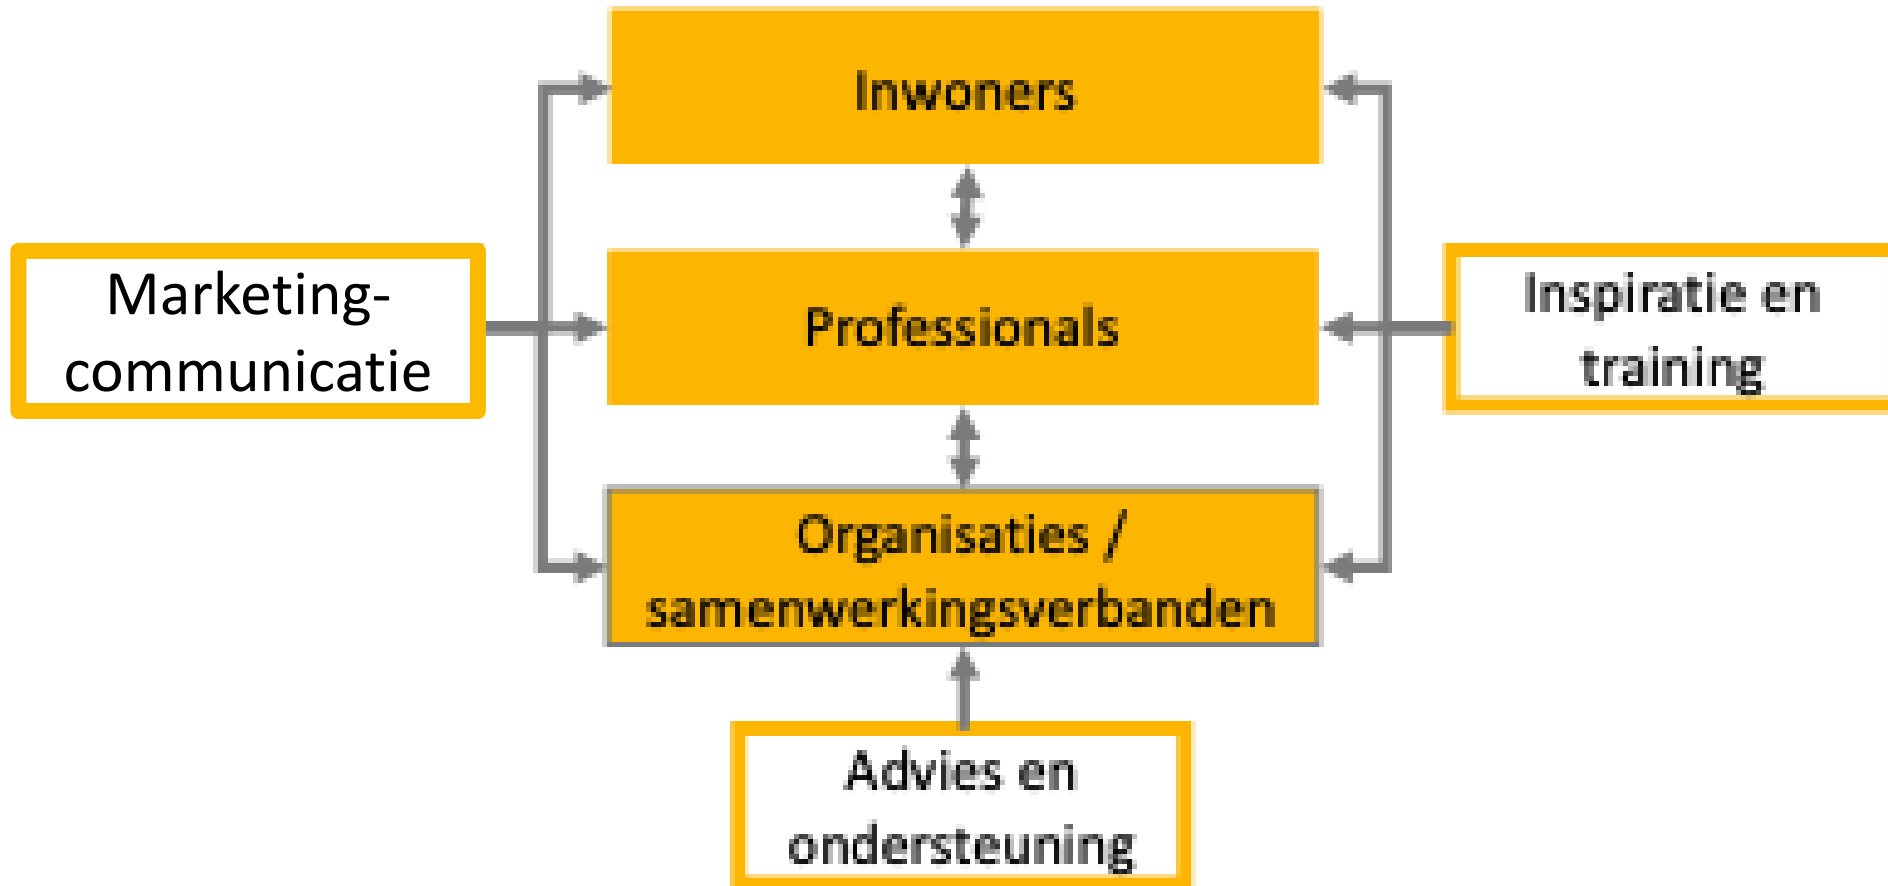 Inwoners
Marketing-
communicatie
Professionals
Inspiratie en
training
Organisaties /
samenwerkingsverbanden
Advies en
ondersteuning